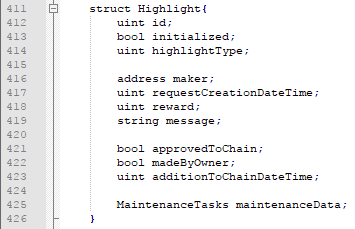 411 struct Highlight{
412 uint id;
413 bool initialized;
414 uint highlightType;
415
416 address maker;
417 uint requestCreationDateTime;
418 uint reward;
419 string message;
420
421 bool approvedToChain;
422 bool madeByOwner;
423 uint additionToChainDateTime;
424
425 MaintenanceTasks maintenanceData;
426 }